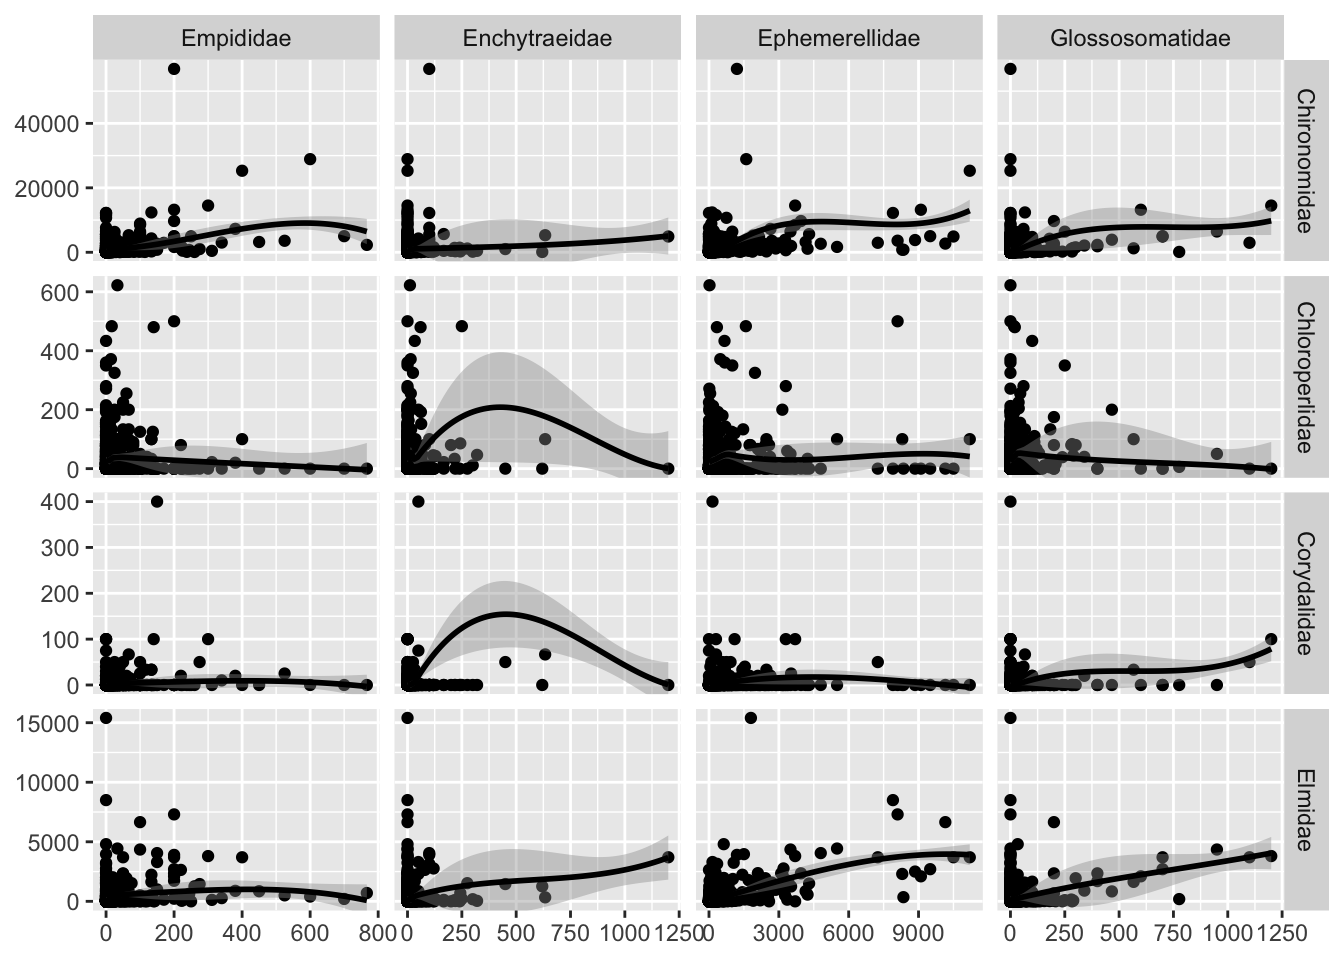 Empididae Enchytraeidae Ephemerellidae Glossosomatidae
40000
20000
0
Chironomidae
600
400
200
0
Chloroperlidae
400
300
200
100
0
Corydalidae
15000
10000
5000
0
Elmidae
0 200 400 600 800 0 250 500 750 1000 1250 0 3000 6000 9000 0 250 500 750 1000 1250